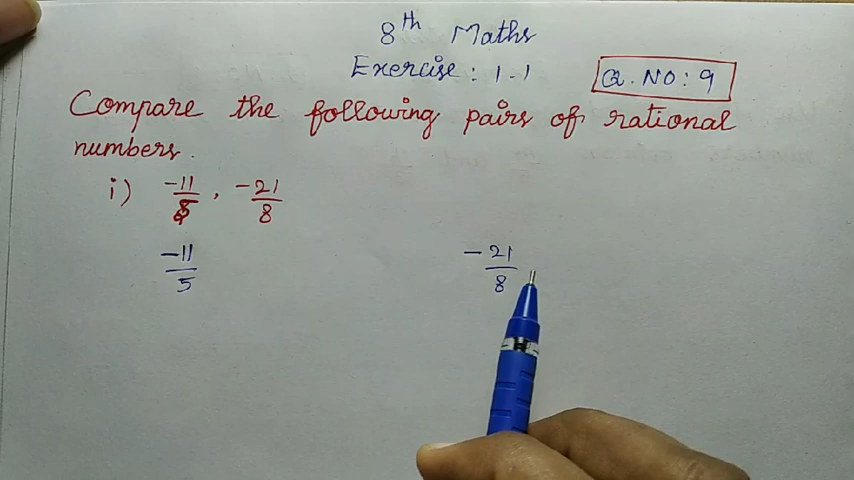 8th Maths
Exercise: 1.1
Q. NO: 9
Compare the following pairs of rational
numbers.
i) -11/5, -21/8
-11/5 -21/8